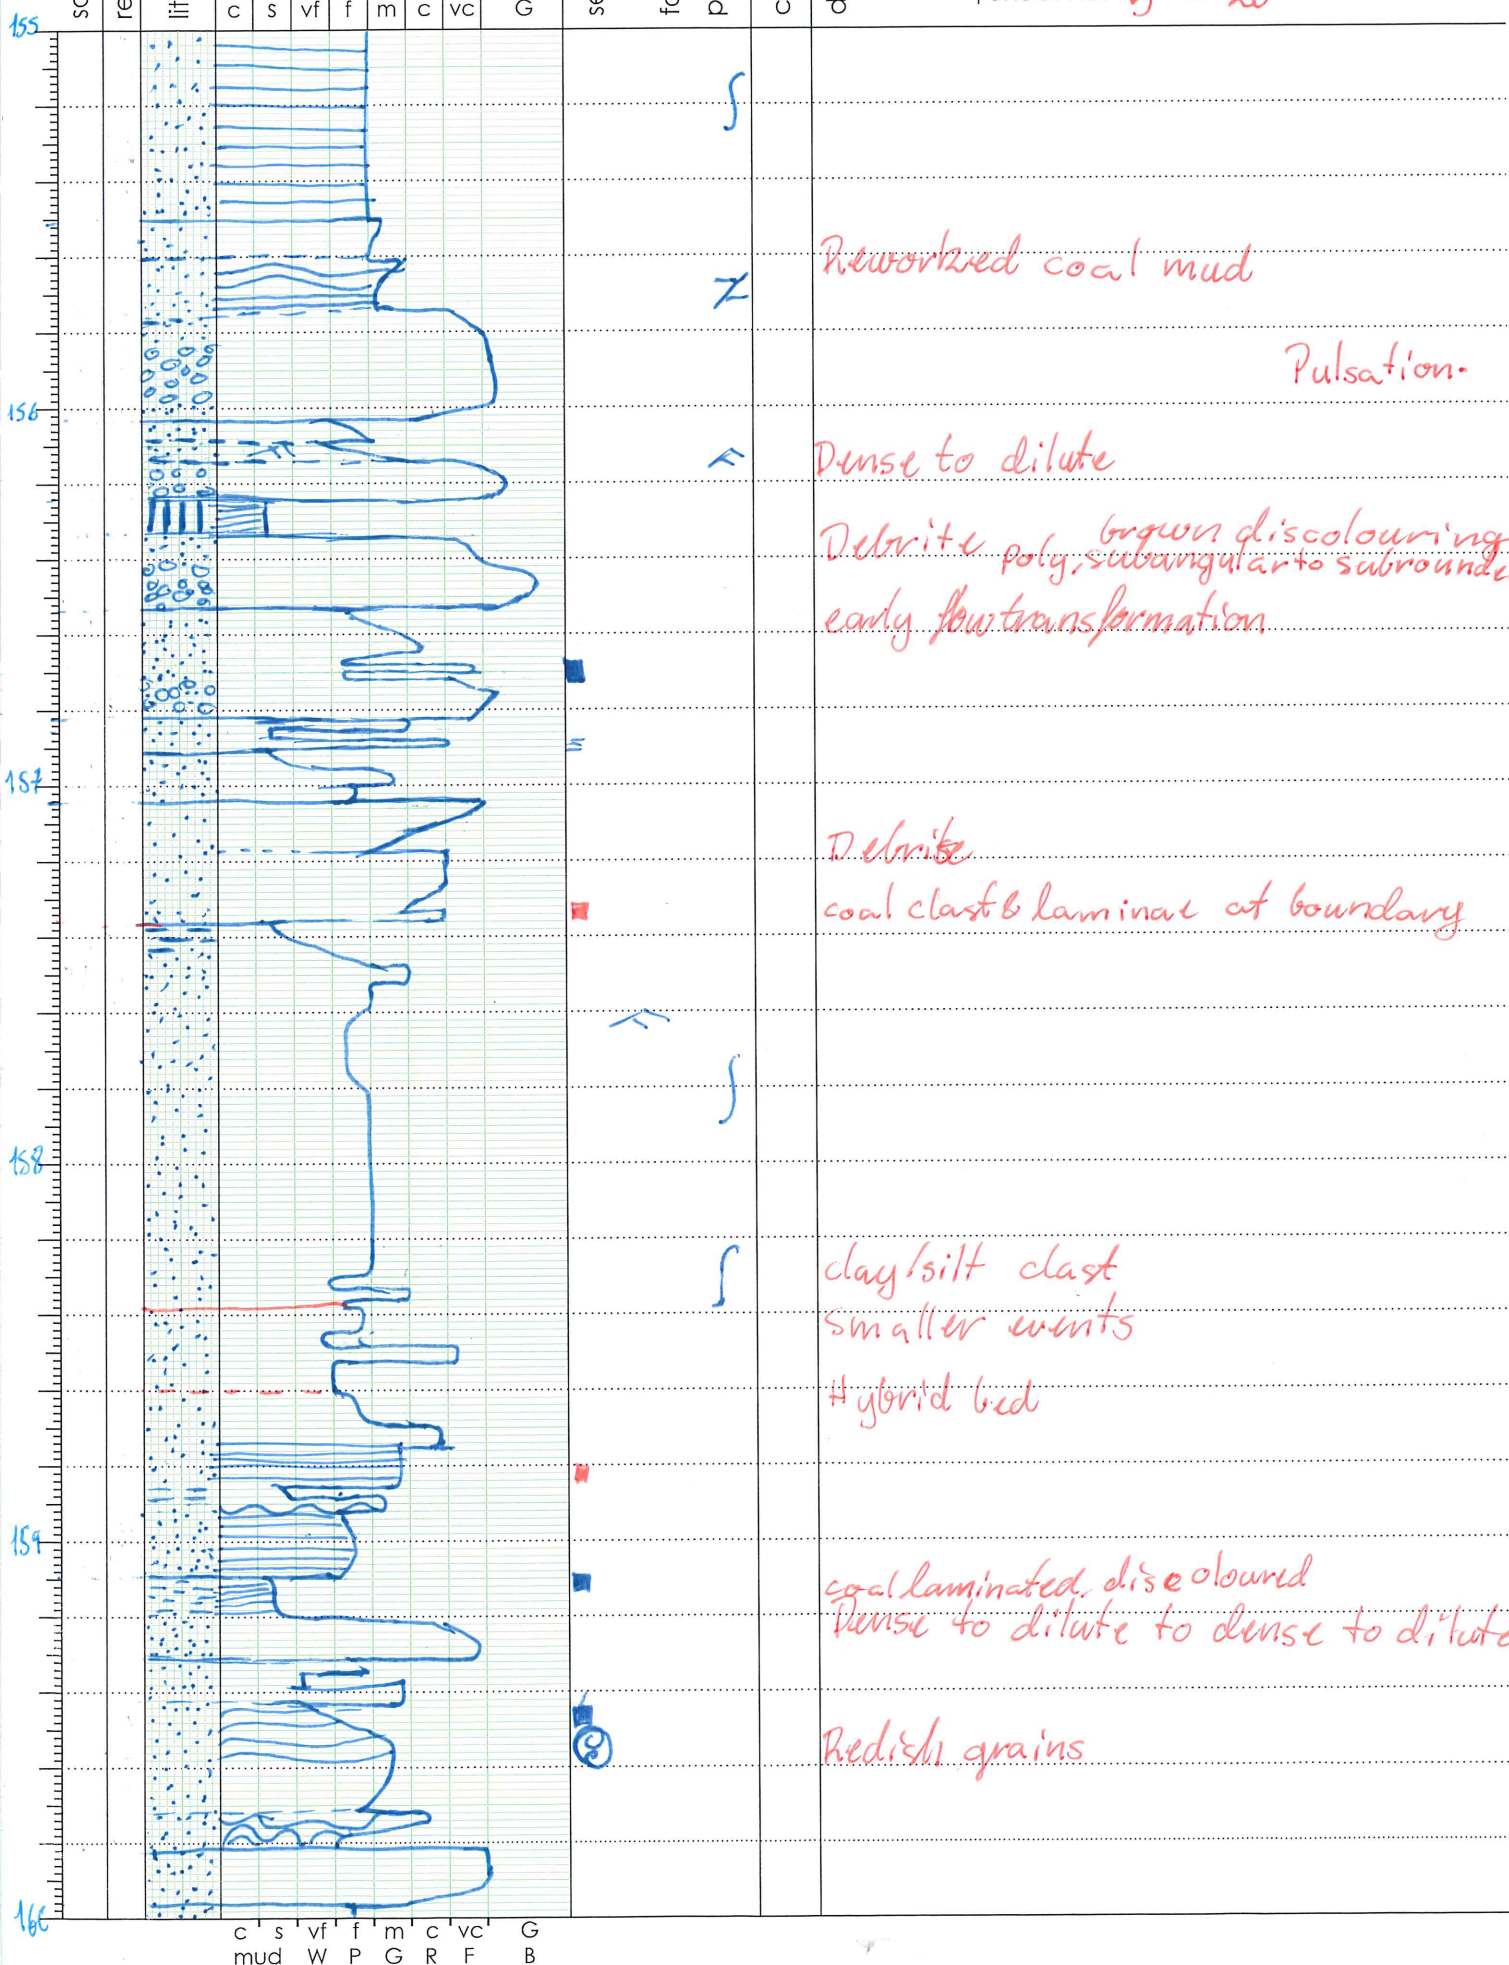 c s vf f m c vc G
155
Reworked coal mud
Pulsation.
156
Dense to dilute
Debrite brown discolouring
poly, subangular to subrounde
early flow transformation
157
Debrite
coal clast & laminae at boundary
158
clay/silt clast
smaller events
Hybrid bed
159
coal laminated, discoloured
Dense to dilute to dense to dilute
Redish grains
160
c s vf f m c vc G
mud W P G R F B